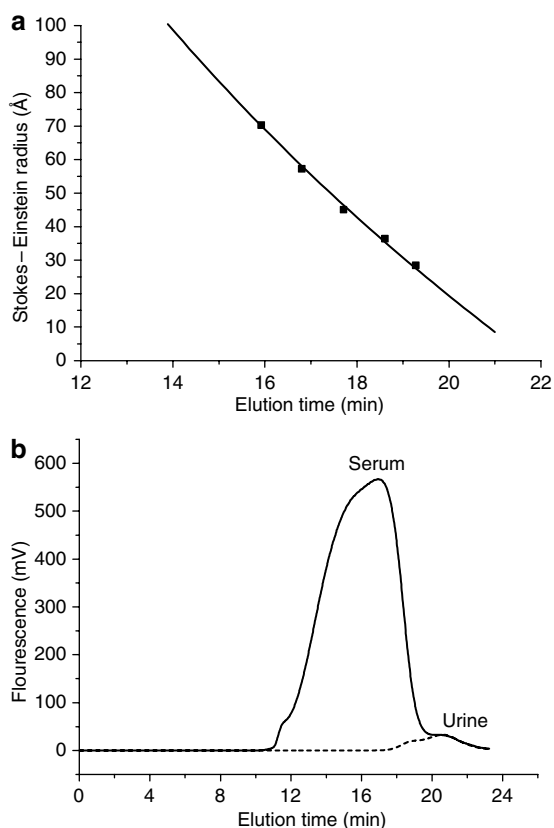 a
Stokes–Einstein radius (Å)
100
90
80
70
60
50
40
30
20
10
0
12 14 16 18 20 22
Elution time (min)
b
Flourescence (mV)
600
500
400
300
200
100
0
Serum
Urine
0 4 8 12 16 20 24
Elution time (min)